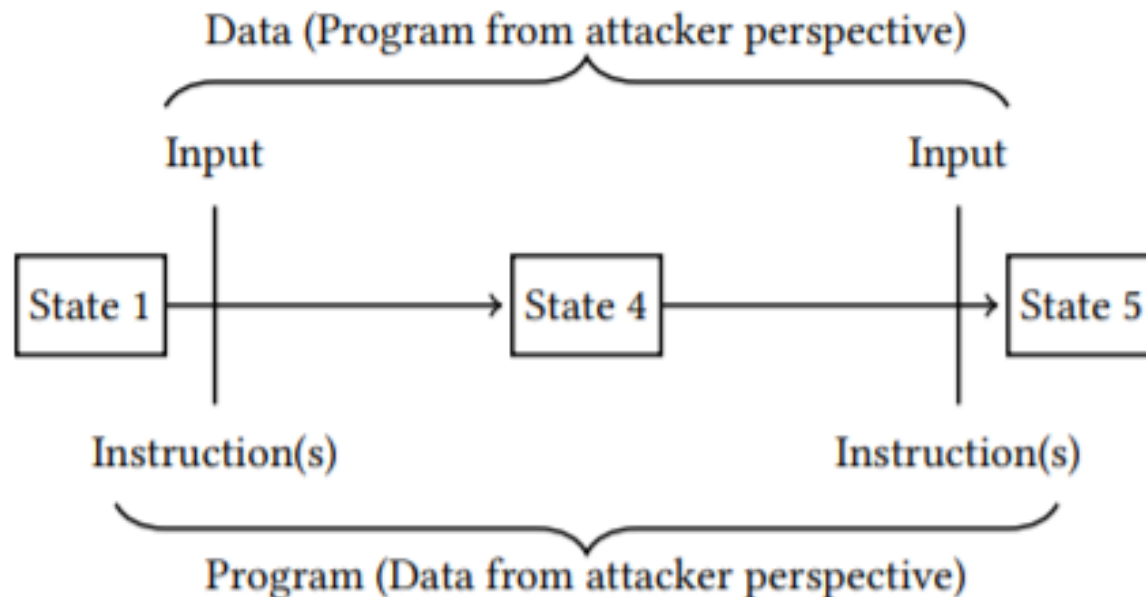 Data (Program from attacker perspective)
Input Input
State 1 State 4 State 5
Instruction(s) Instruction(s)
Program (Data from attacker perspective)